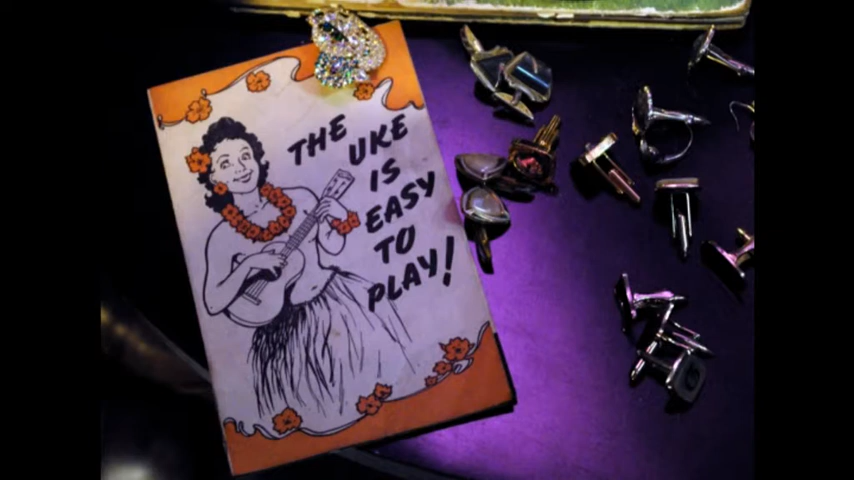 THE UKE
IS
EASY
TO
PLAY!